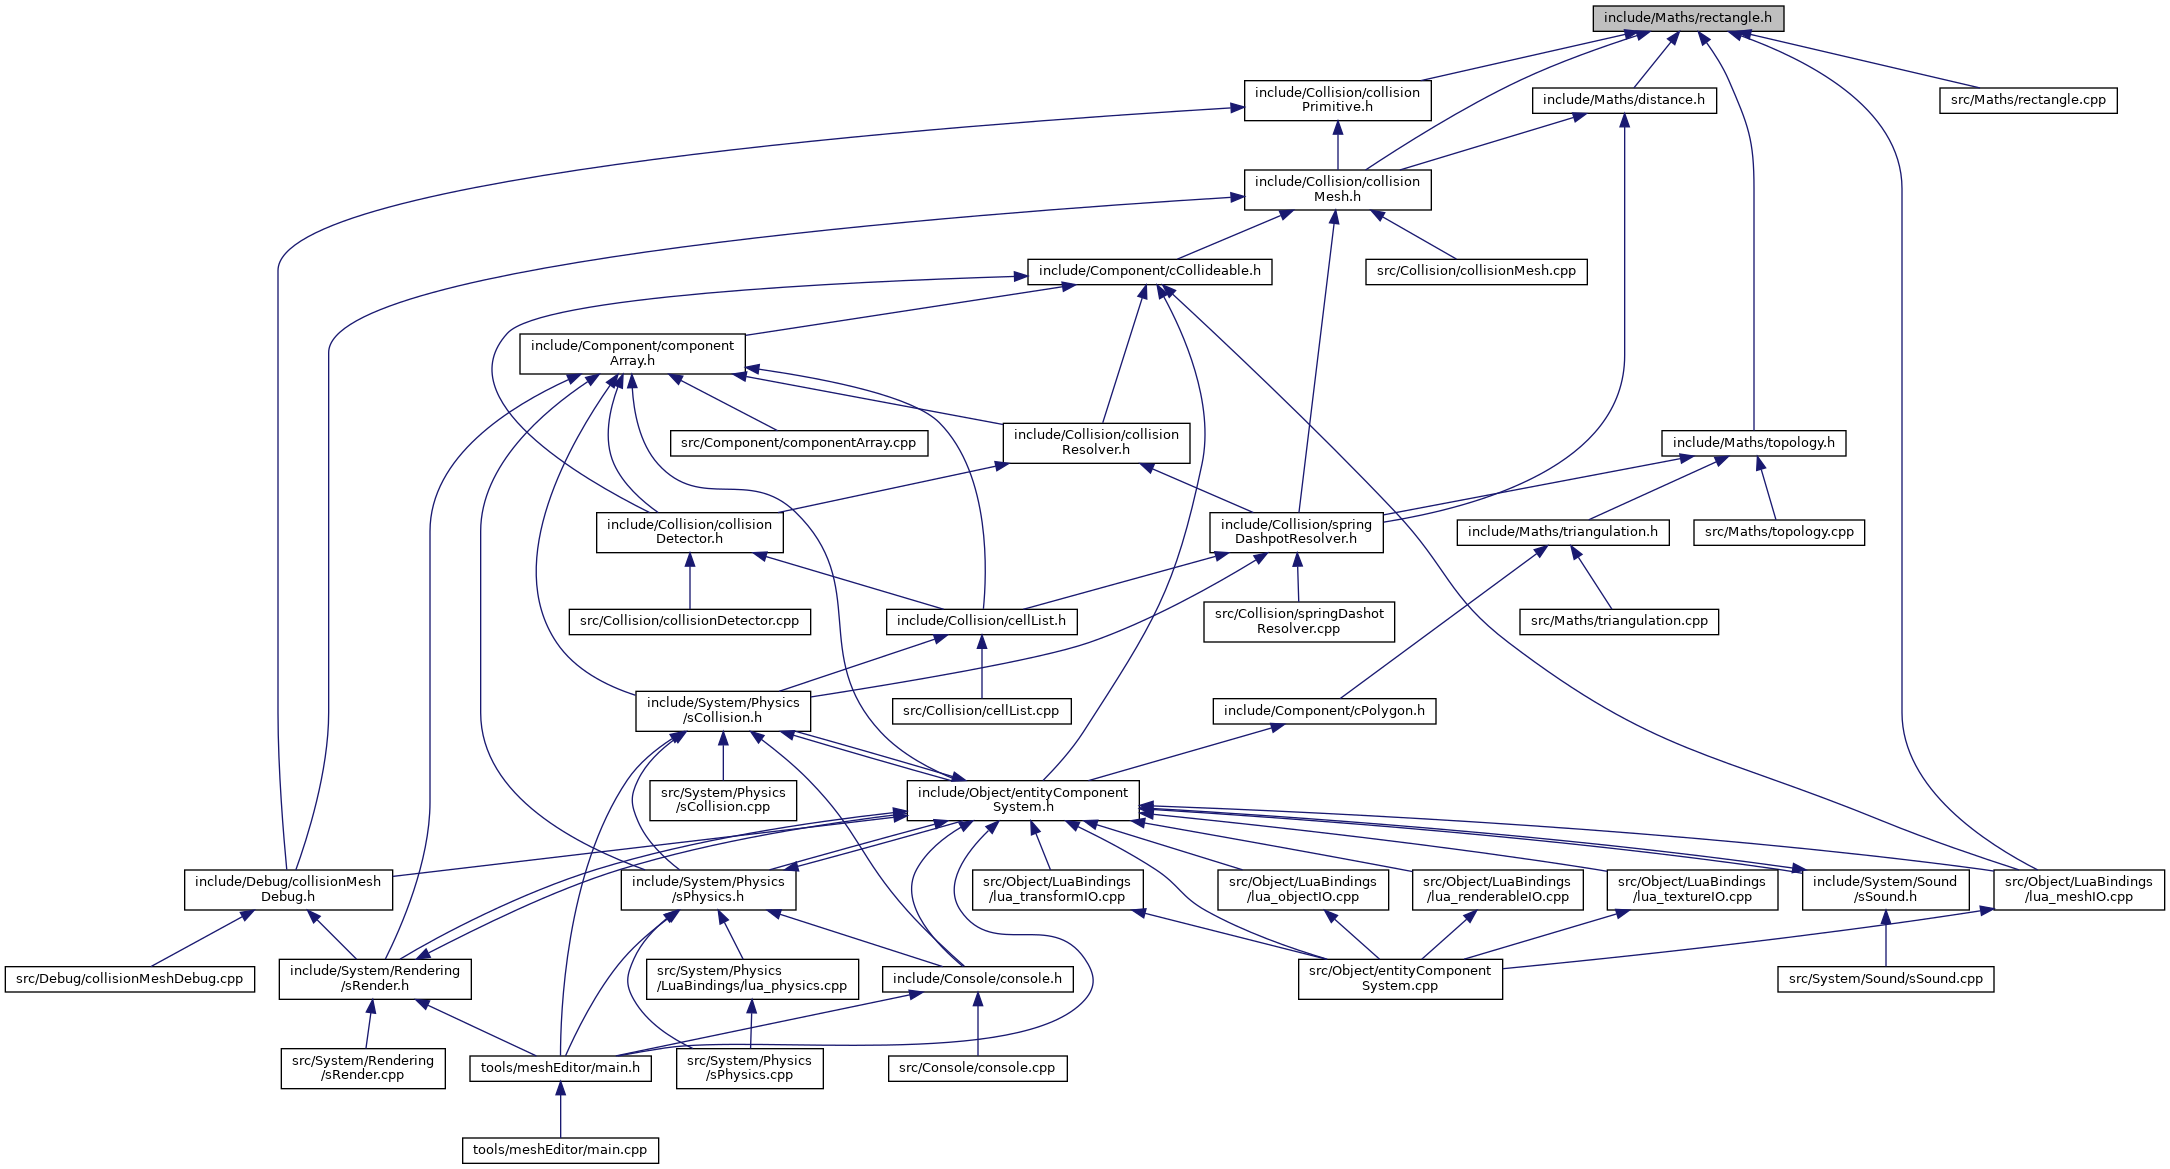 include/Maths/rectangle.h
include/Collision/collision
Primitive.h
include/Maths/distance.h
src/Maths/rectangle.cpp
include/Collision/collision
Mesh.h
include/Component/cCollideable.h
src/Collision/collisionMesh.cpp
include/Component/component
Array.h
src/Component/componentArray.cpp
include/Collision/collision
Resolver.h
include/Maths/topology.h
include/Collision/collision
Detector.h
include/Collision/spring
DashpotResolver.h
include/Maths/triangulation.h
src/Maths/topology.cpp
src/Collision/collisionDetector.cpp
include/Collision/cellList.h
src/Collision/springDashot
Resolver.cpp
src/Maths/triangulation.cpp
include/System/Physics
/sCollision.h
src/Collision/cellList.cpp
include/Component/cPolygon.h
src/System/Physics
/sCollision.cpp
include/Object/entityComponent
System.h
include/Debug/collisionMesh
Debug.h
include/System/Physics
/sPhysics.h
src/Object/LuaBindings
/lua_transformIO.cpp
src/Object/LuaBindings
/lua_objectIO.cpp
src/Object/LuaBindings
/lua_renderableIO.cpp
src/Object/LuaBindings
/lua_textureIO.cpp
include/System/Sound
/sSound.h
src/Object/LuaBindings
/lua_meshIO.cpp
src/Debug/collisionMeshDebug.cpp
include/System/Rendering
/sRender.h
src/System/Physics
/LuaBindings/lua_physics.cpp
include/Console/console.h
src/Object/entityComponent
System.cpp
src/System/Sound/sSound.cpp
src/System/Rendering
/sRender.cpp
tools/meshEditor/main.h
src/System/Physics
/sPhysics.cpp
src/Console/console.cpp
tools/meshEditor/main.cpp